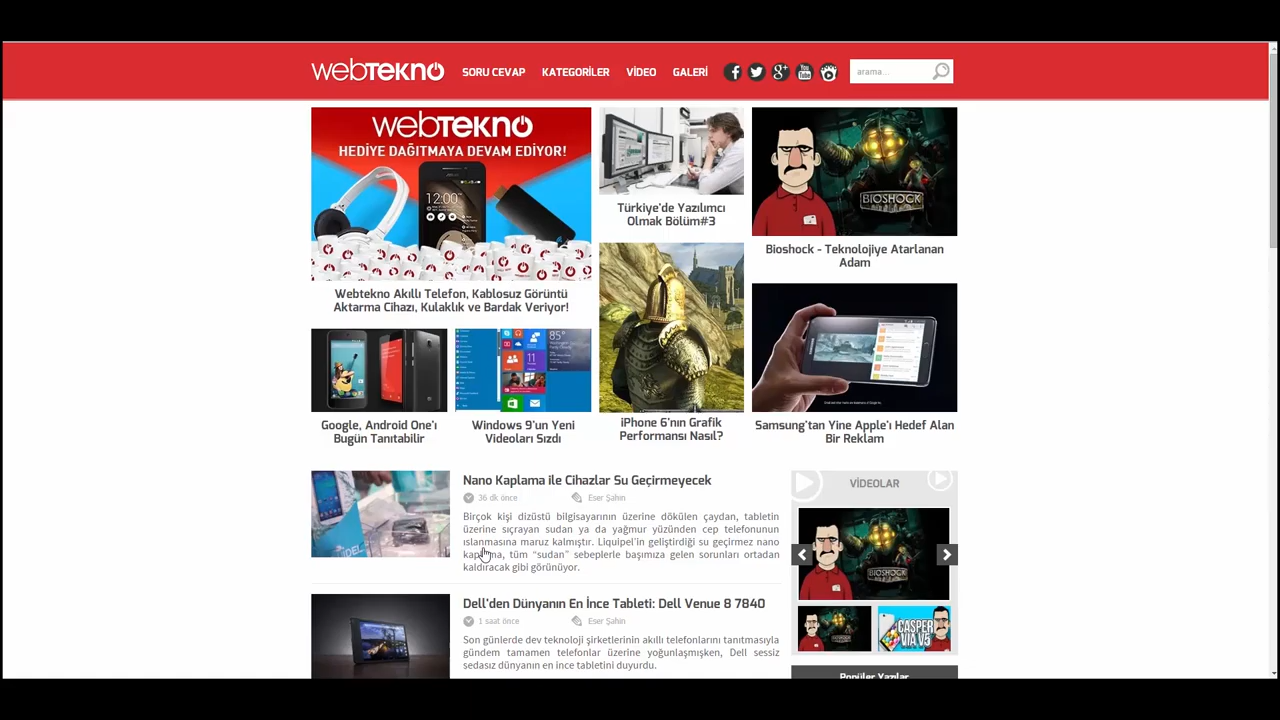 webTEKNO
SORU CEVAP
KATEGORİLER
VİDEO
GALERİ
arama...
webTEKNO
HEDİYE DAĞITMAYA DEVAM EDİYOR!
12:00
Webtekno Akıllı Telefon, Kablosuz Görüntü
Aktarma Cihazı, Kulaklık ve Bardak Veriyor!
Türkiye'de Yazılımcı
Olmak Bölüm#3
BIOSHOCK
Bioshock - Teknolojiye Atarlanan
Adam
Google, Android One'ı
Bugün Tanıtabilir
85°
11
Windows 9'un Yeni
Videoları Sızdı
iPhone 6'nın Grafik
Performansı Nasıl?
Samsung'tan Yine Apple'ı Hedef Alan
Bir Reklam
Nano Kaplama ile Cihazlar Su Geçirmeyecek
36 dk önce
Eser Şahin
Birçok kişi dizüstü bilgisayarının üzerine dökülen çaydan, tabletin
üzerine sıçrayan sudan ya da yağmur yüzünden cep telefonunun
ıslanmasına maruz kalmıştır. Liquipel'in geliştirdiği su geçirmez nano
kaplama, tüm “sudan” sebeplerle başımıza gelen sorunları ortadan
kaldıracak gibi görünüyor.
VİDEOLAR
BIOSHOCK
CASPER
VIA V5
Dell'den Dünyanın En İnce Tableti: Dell Venue 8 7840
1 saat önce
Eser Şahin
Son günlerde dev teknoloji şirketlerinin akıllı telefonlarını tanıtmasıyla
gündem tamamen telefonlar üzerine yoğunlaşmışken, Dell sessiz
sedasız dünyanın en ince tabletini duyurdu.
Popüler Yazılar